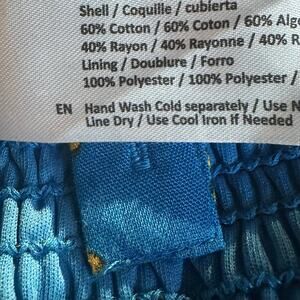 Shell / Coquille / cubierta
60% Cotton / 60% Coton / 60% Algo
40% Rayon / 40% Rayonne / 40% R
Lining / Doublure / Forro
100% Polyester / 100% Polyester /
EN Hand Wash Cold separately / Use N
Line Dry / Use Cool Iron If Needed